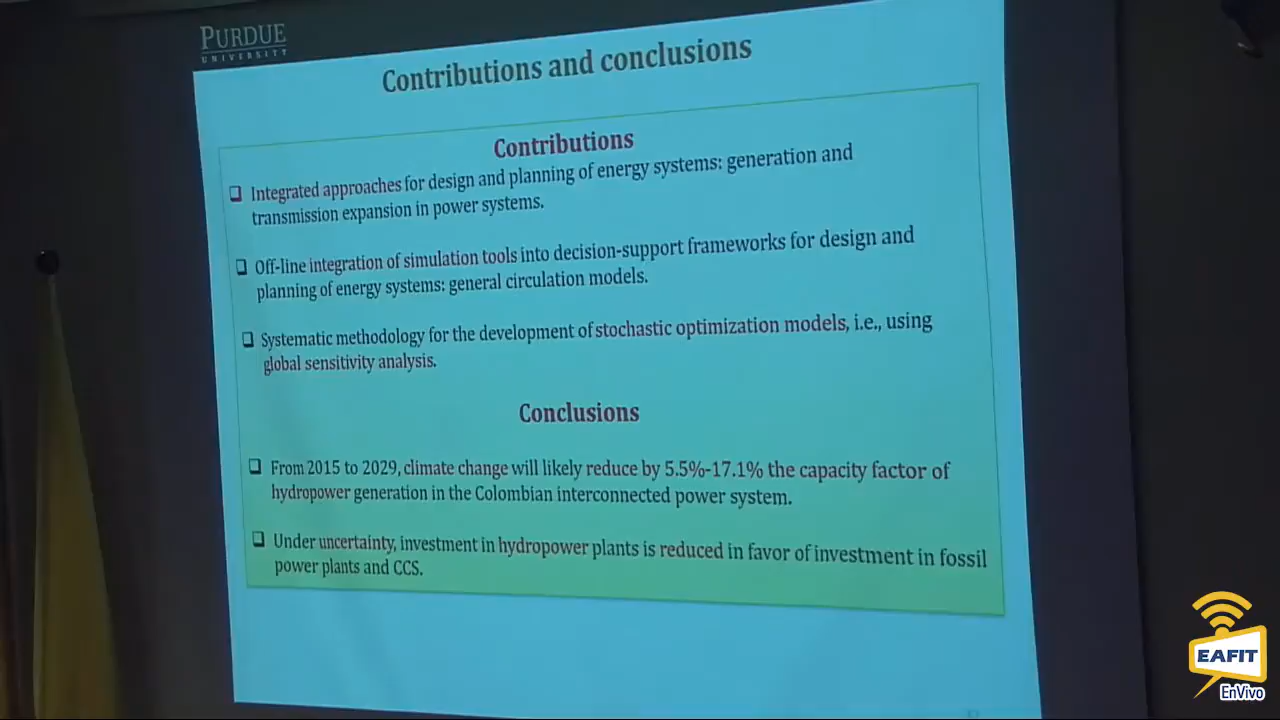 PURDUE
UNIVERSITY
Contributions and conclusions
Contributions
❑ Integrated approaches for design and planning of energy systems: generation and
transmission expansion in power systems.
❑ Off-line integration of simulation tools into decision-support frameworks for design and
planning of energy systems: general circulation models.
❑ Systematic methodology for the development of stochastic optimization models, i.e., using
global sensitivity analysis.
Conclusions
❑ From 2015 to 2029, climate change will likely reduce by 5.5%-17.1% the capacity factor of
hydropower generation in the Colombian interconnected power system.
❑ Under uncertainty, investment in hydropower plants is reduced in favor of investment in fossil
power plants and CCS.
EAFIT
EnVivo